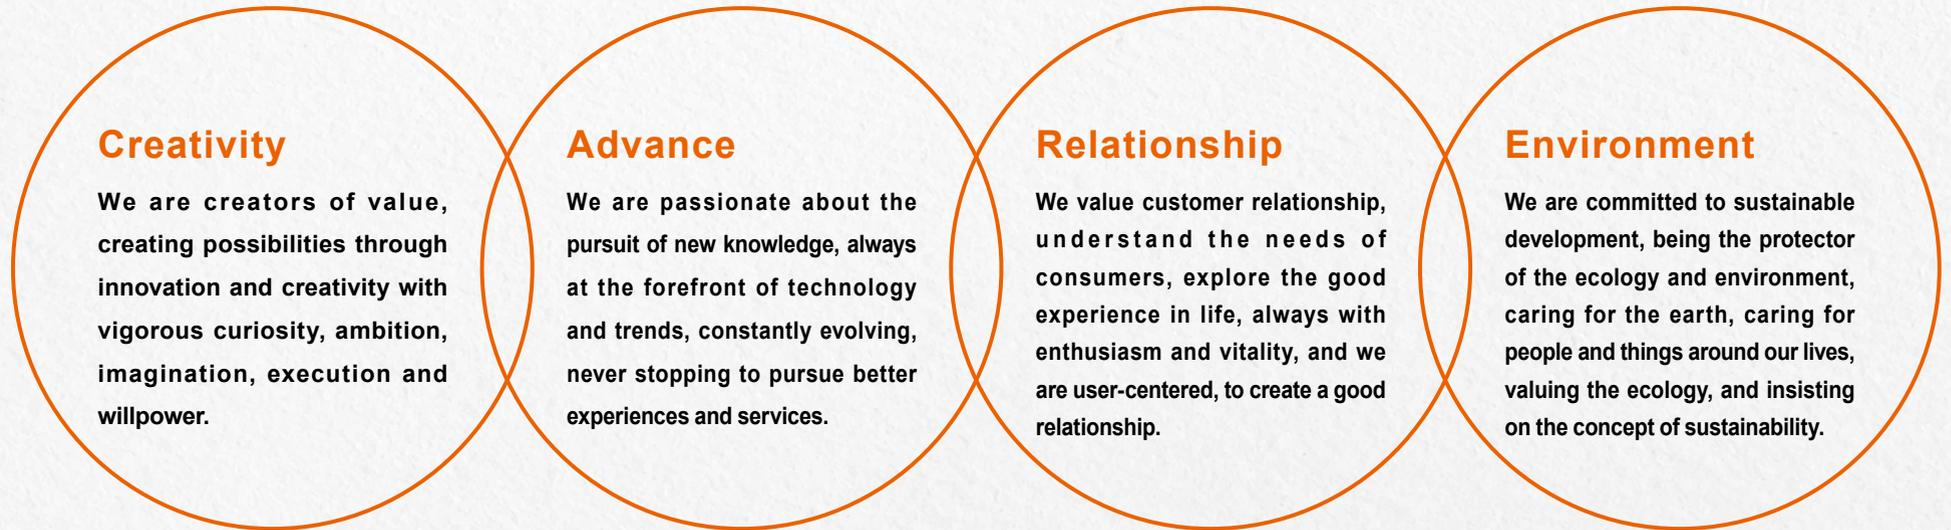 Creativity
We are creators of value,
creating possibilities through
innovation and creativity with
vigorous curiosity, ambition,
imagination, execution and
willpower.
Advance
We are passionate about the
pursuit of new knowledge, always
at the forefront of technology
and trends, constantly evolving,
never stopping to pursue better
experiences and services.
Relationship
We value customer relationship,
understand the needs of
consumers, explore the good
experience in life, always with
enthusiasm and vitality, and we
are user-centered, to create a good
relationship.
Environment
We are committed to sustainable
development, being the protector
of the ecology and environment,
caring for the earth, caring for
people and things around our lives,
valuing the ecology, and insisting
on the concept of sustainability.